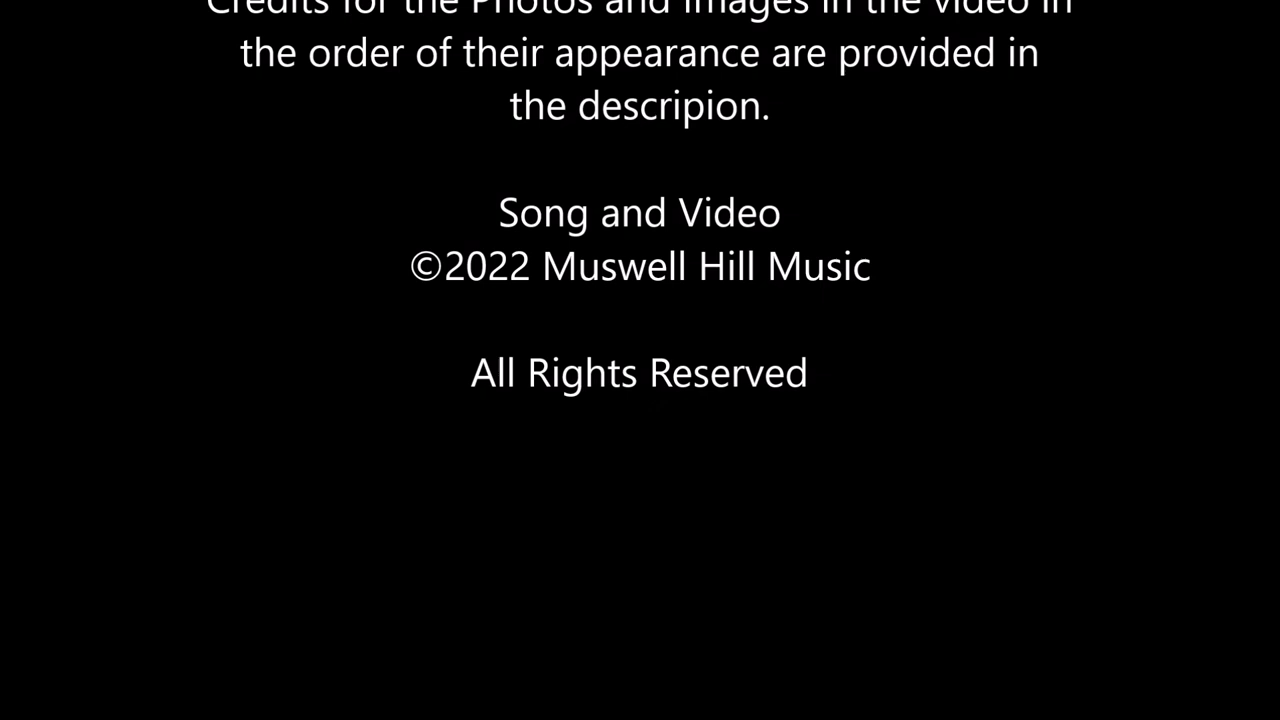 Credits for the Photos and Images in the video in
the order of their appearance are provided in
the descripion.
Song and Video
©2022 Muswell Hill Music
All Rights Reserved